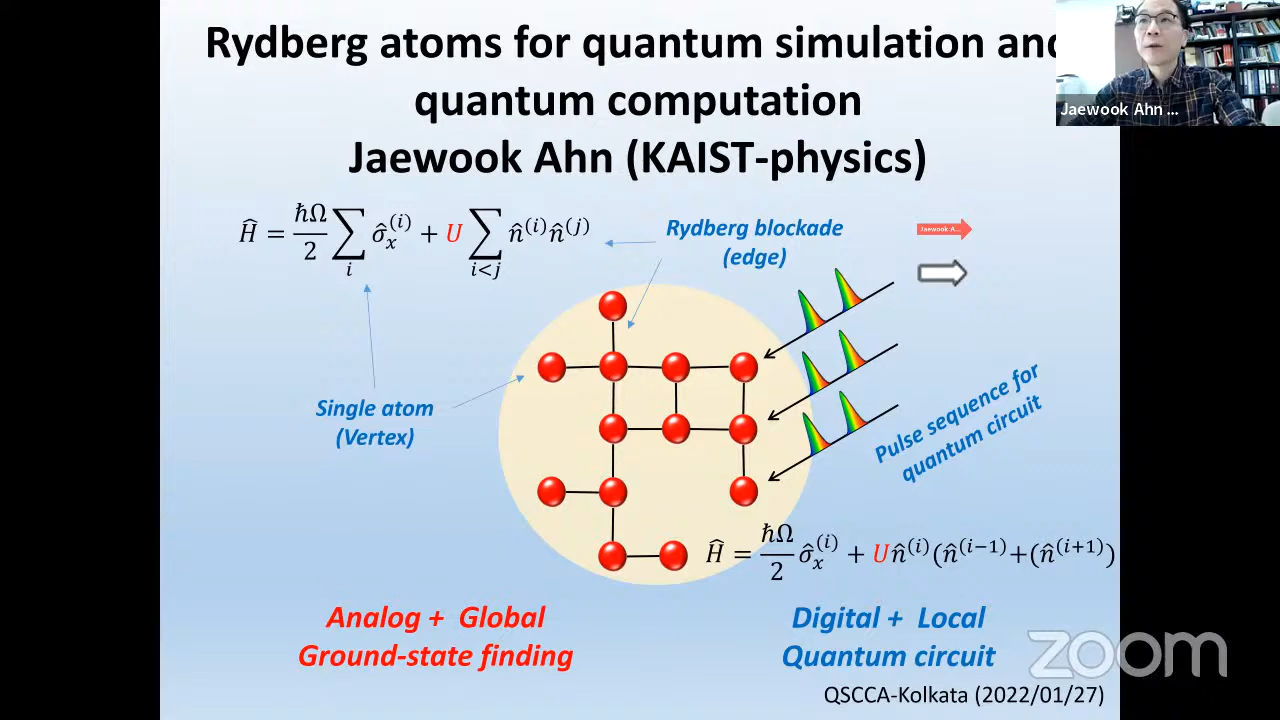 Rydberg atoms for quantum simulation and
quantum computation
Jaewook Ahn (KAIST-physics)
Jaewook Ahn ...
Ĥ = ħΩ/2 ∑_i σ̂_x^(i) + U ∑_{i<j} n̂^(i) n̂^(j)
Rydberg blockade
(edge)
Jaewook A...
Single atom
(Vertex)
Pulse sequence for
quantum circuit
Ĥ = ħΩ/2 σ̂_x^(i) + U n̂^(i) (n̂^(i−1)+(n̂^(i+1))
Analog + Global
Ground-state finding
Digital + Local
Quantum circuit
zoom
QSCCA-Kolkata (2022/01/27)